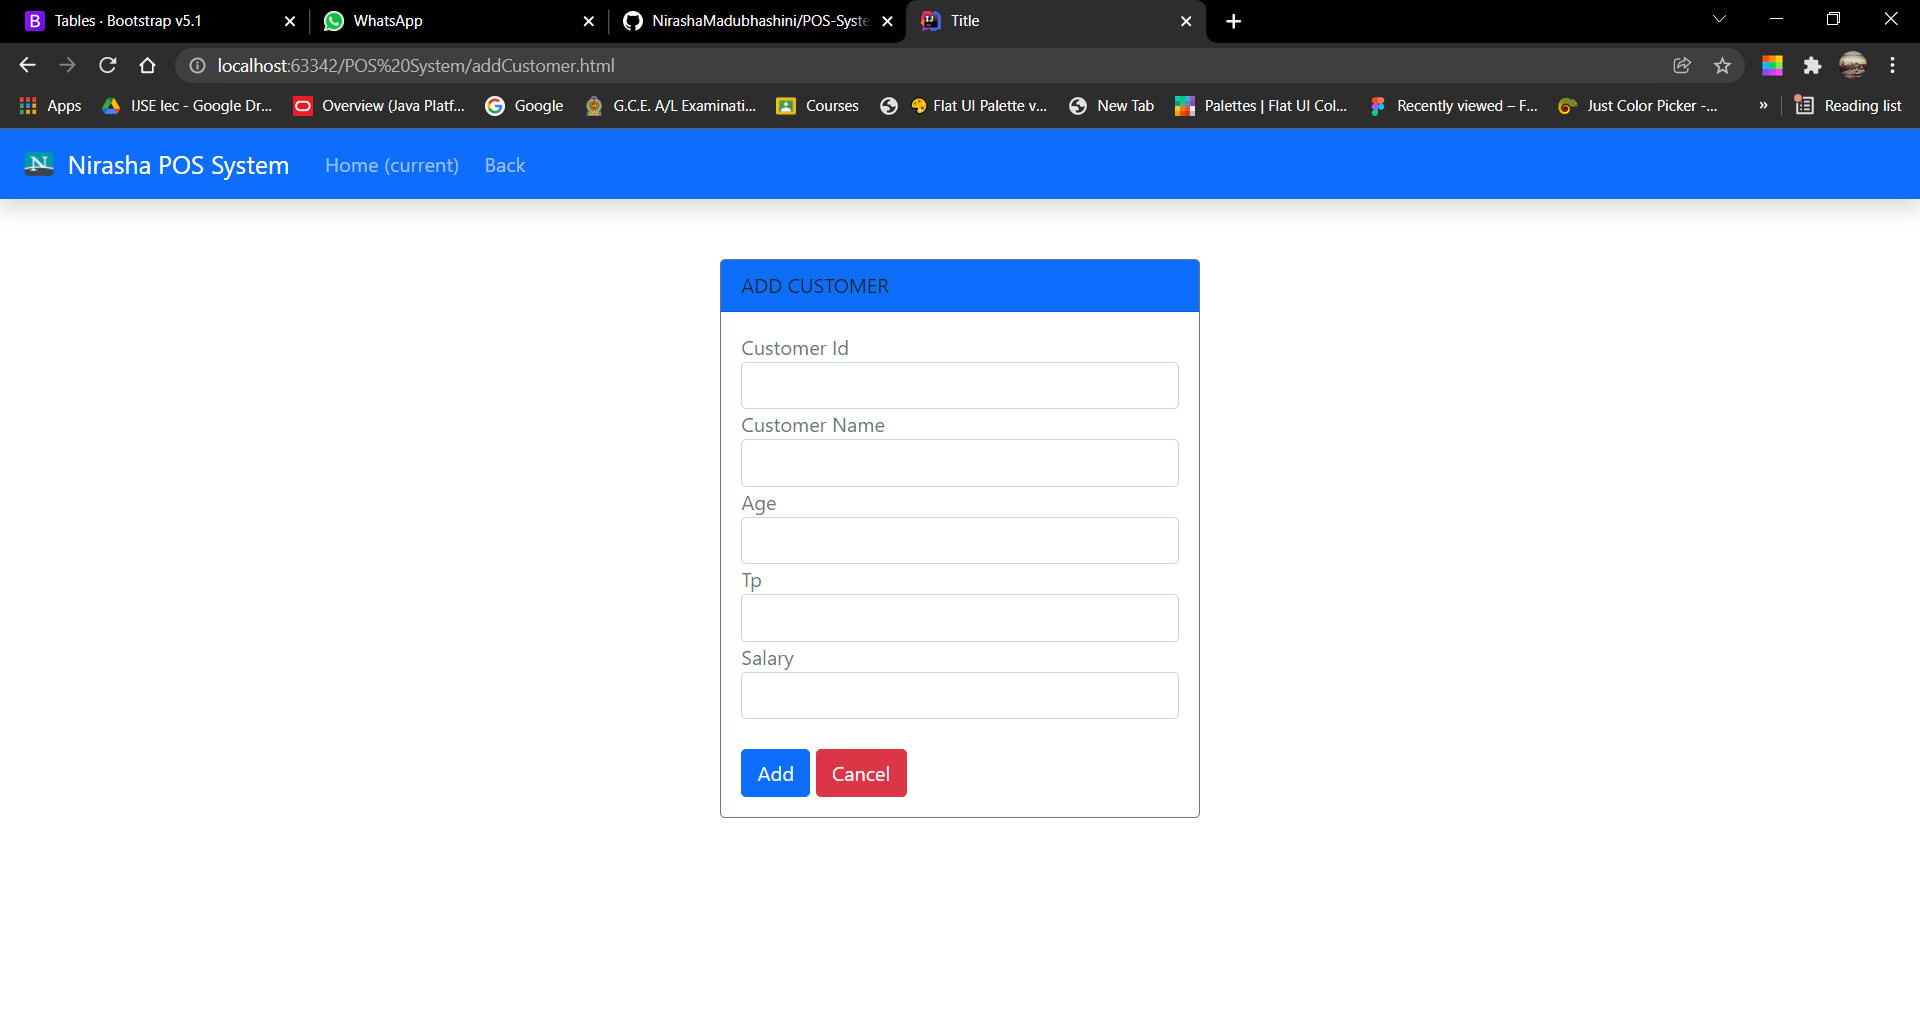 Tables · Bootstrap v5.1
WhatsApp
NirashaMadubhashini/POS-Syste
Title
localhost:63342/POS%20System/addCustomer.html
Apps
IJSE lec - Google Dr...
Overview (Java Platf...
Google
G.C.E. A/L Examinati...
Courses
Flat UI Palette v...
New Tab
Palettes | Flat UI Col...
Recently viewed – F...
Just Color Picker -...
»
Reading list
N Nirasha POS System
Home (current)
Back
ADD CUSTOMER
Customer Id
Customer Name
Age
Tp
Salary
Add
Cancel